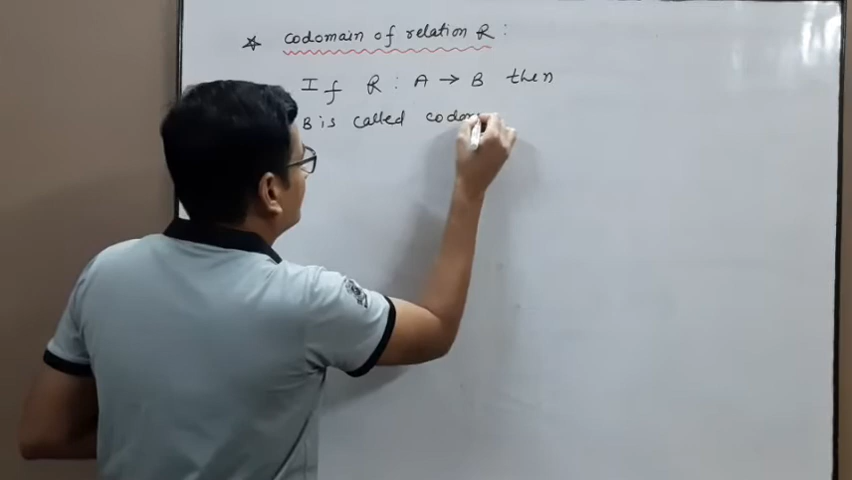 ☆ codomain of relation R :
If R : A → B then
B is called codom